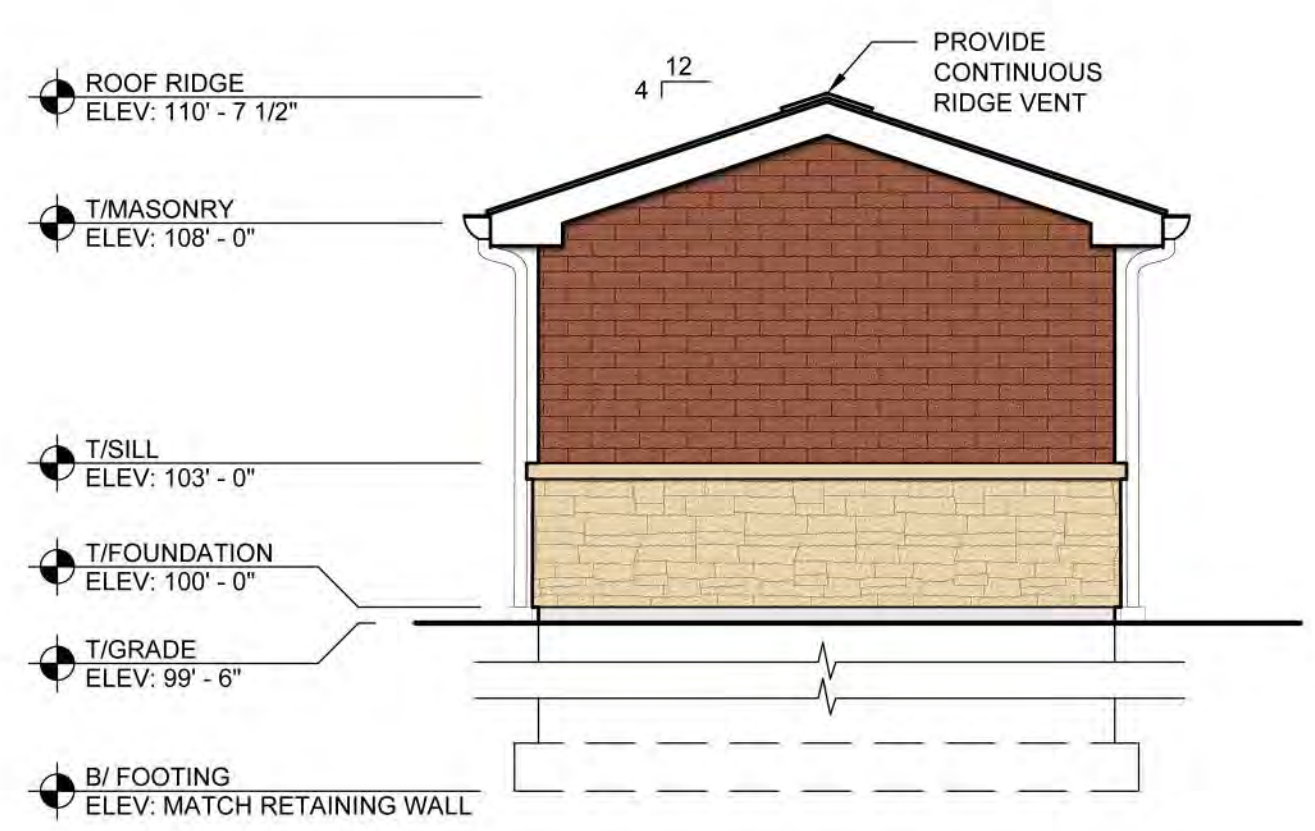 ROOF RIDGE
ELEV: 110' - 7 1/2"
12
4
PROVIDE
CONTINUOUS
RIDGE VENT
T/MASONRY
ELEV: 108' - 0"
T/SILL
ELEV: 103' - 0"
T/FOUNDATION
ELEV: 100' - 0"
T/GRADE
ELEV: 99' - 6"
B/ FOOTING
ELEV: MATCH RETAINING WALL